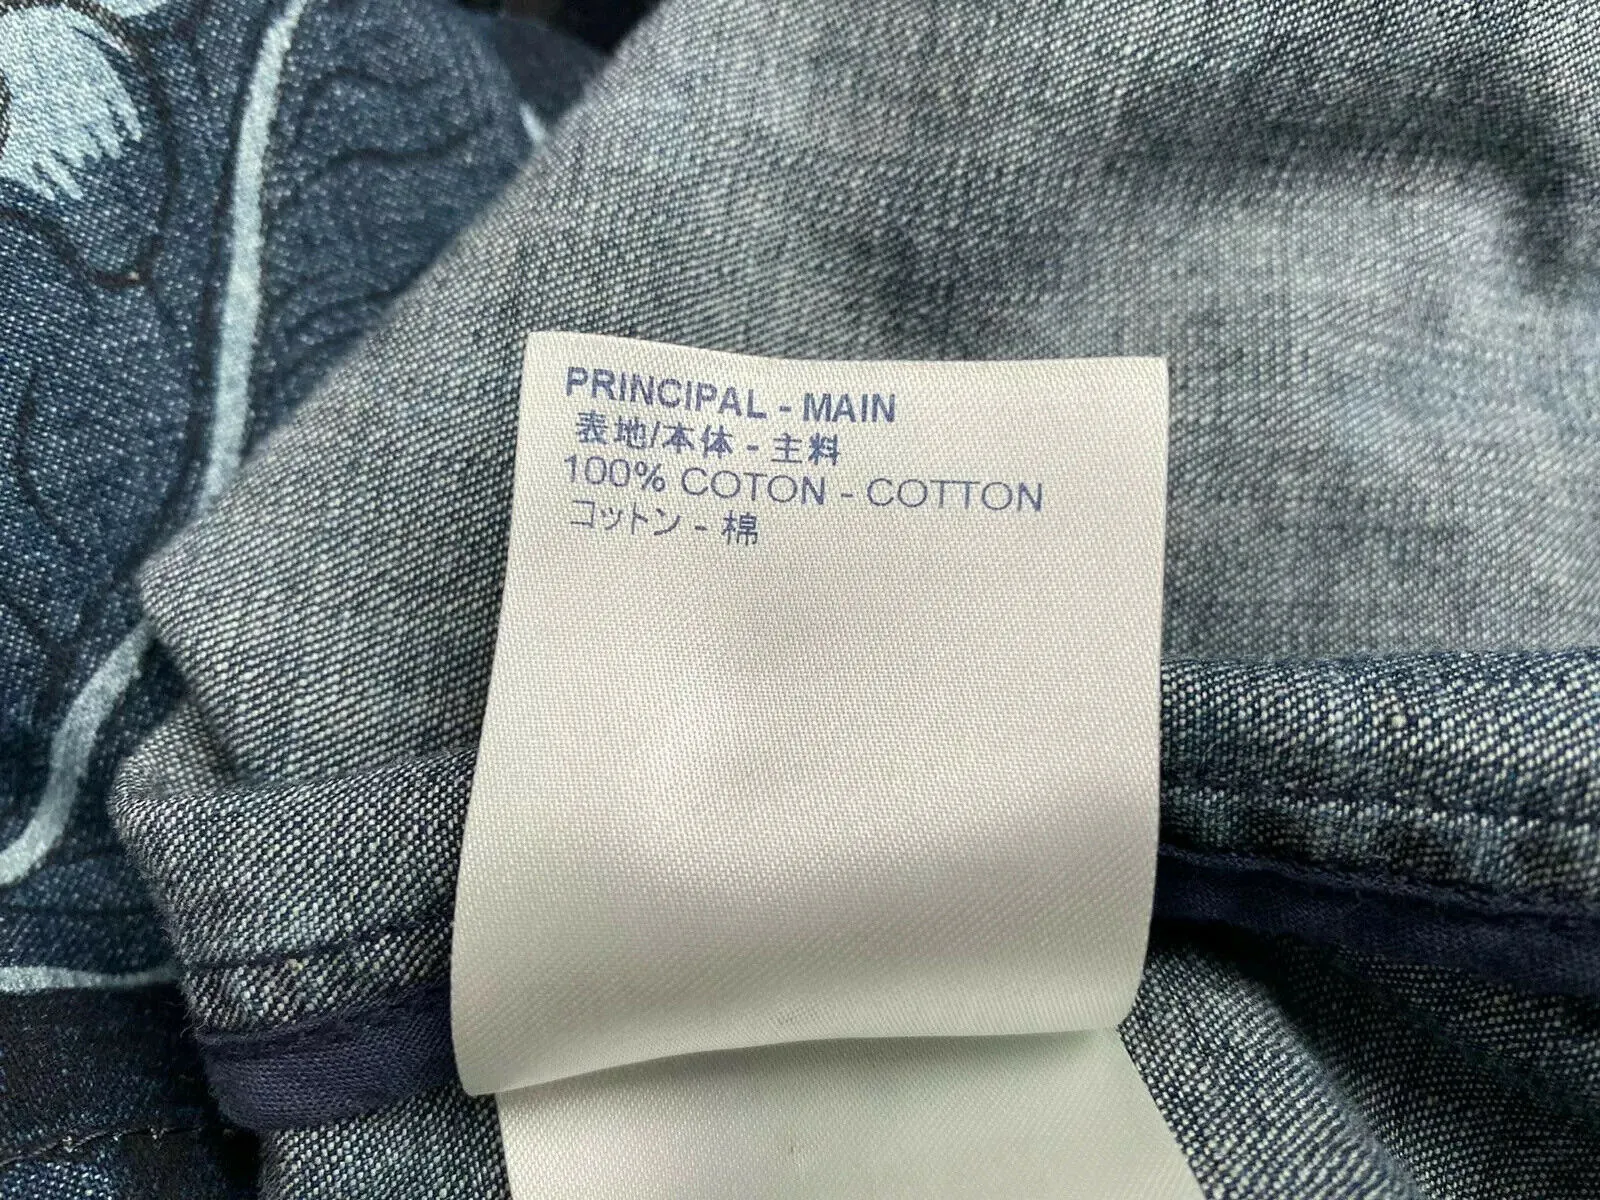 PRINCIPAL - MAIN
表地/本体 - 主料
100% COTON - COTTON
コットン - 棉